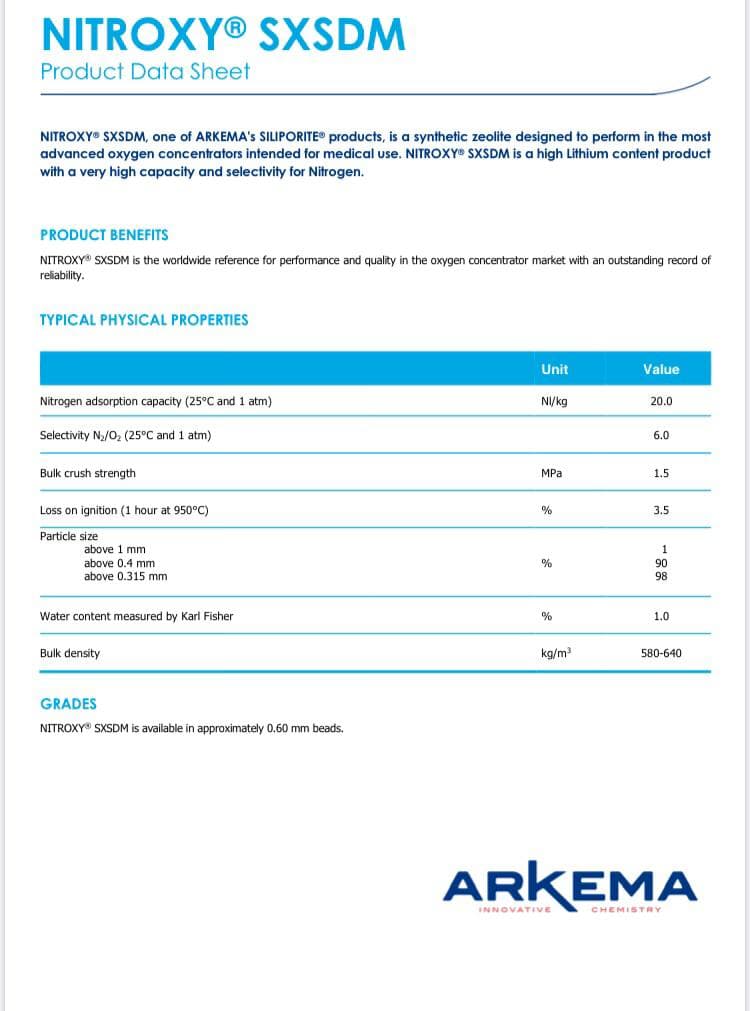 NITROXY® SXSDM
Product Data Sheet
NITROXY® SXSDM, one of ARKEMA's SILIPORITE® products, is a synthetic zeolite designed to perform in the most
advanced oxygen concentrators intended for medical use. NITROXY® SXSDM is a high Lithium content product
with a very high capacity and selectivity for Nitrogen.
PRODUCT BENEFITS
NITROXY® SXSDM is the worldwide reference for performance and quality in the oxygen concentrator market with an outstanding record of
reliability.
TYPICAL PHYSICAL PROPERTIES
Unit Value
Nitrogen adsorption capacity (25°C and 1 atm) Nl/kg 20.0
Selectivity N₂/O₂ (25°C and 1 atm) 6.0
Bulk crush strength MPa 1.5
Loss on ignition (1 hour at 950°C) % 3.5
Particle size
above 1 mm 1
above 0.4 mm % 90
above 0.315 mm 98
Water content measured by Karl Fisher % 1.0
Bulk density kg/m³ 580-640
GRADES
NITROXY® SXSDM is available in approximately 0.60 mm beads.
ARKEMA
INNOVATIVE CHEMISTRY